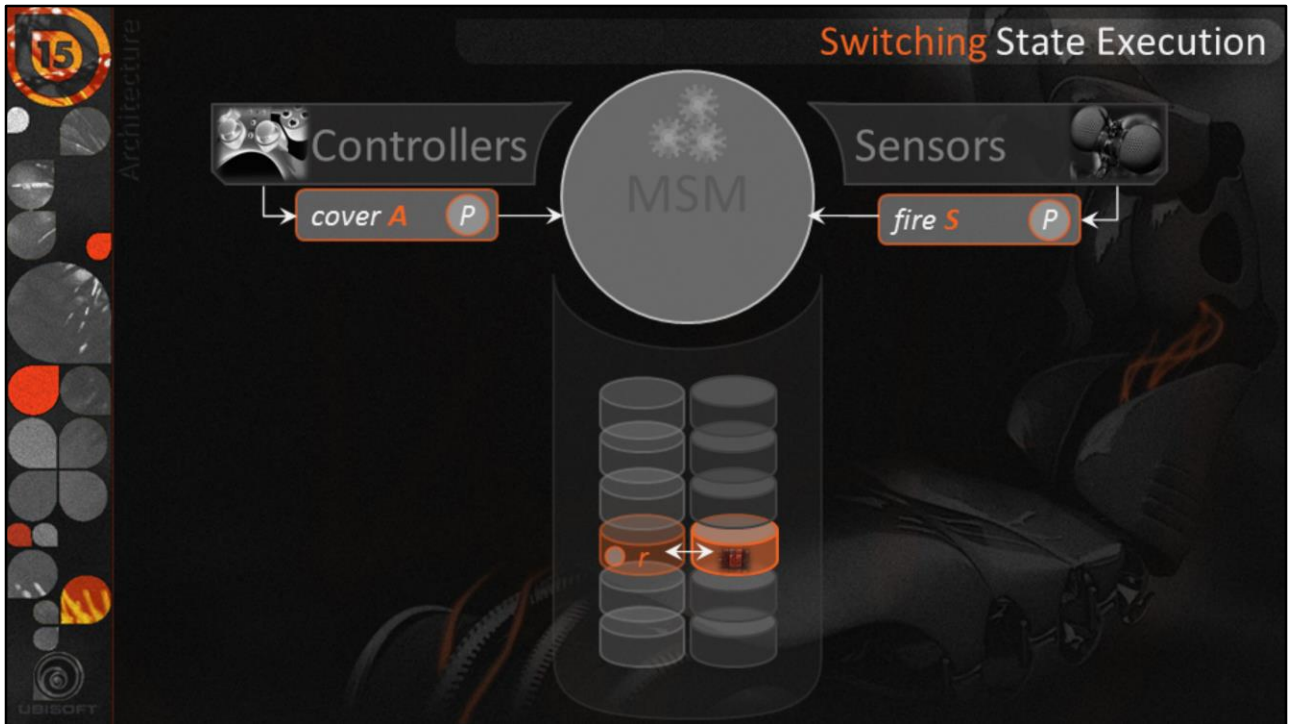 Switching State Execution
15
Architecture
Controllers
MSM
Sensors
cover A P
fire S P
r
UBISOFT